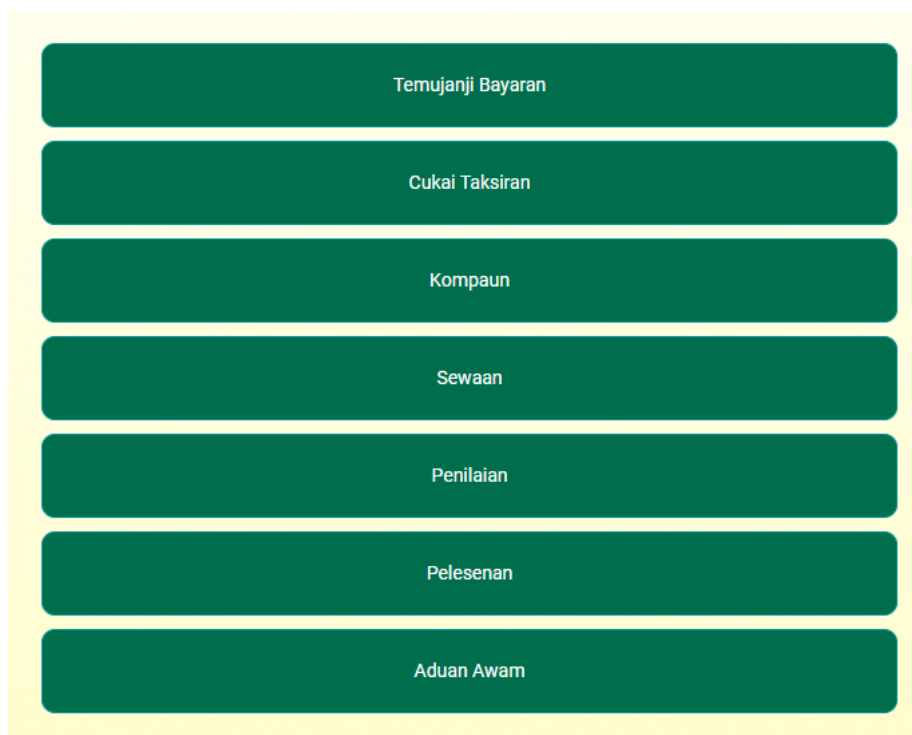 Temujanji Bayaran
Cukai Taksiran
Kompaun
Sewaan
Penilaian
Pelesenan
Aduan Awam